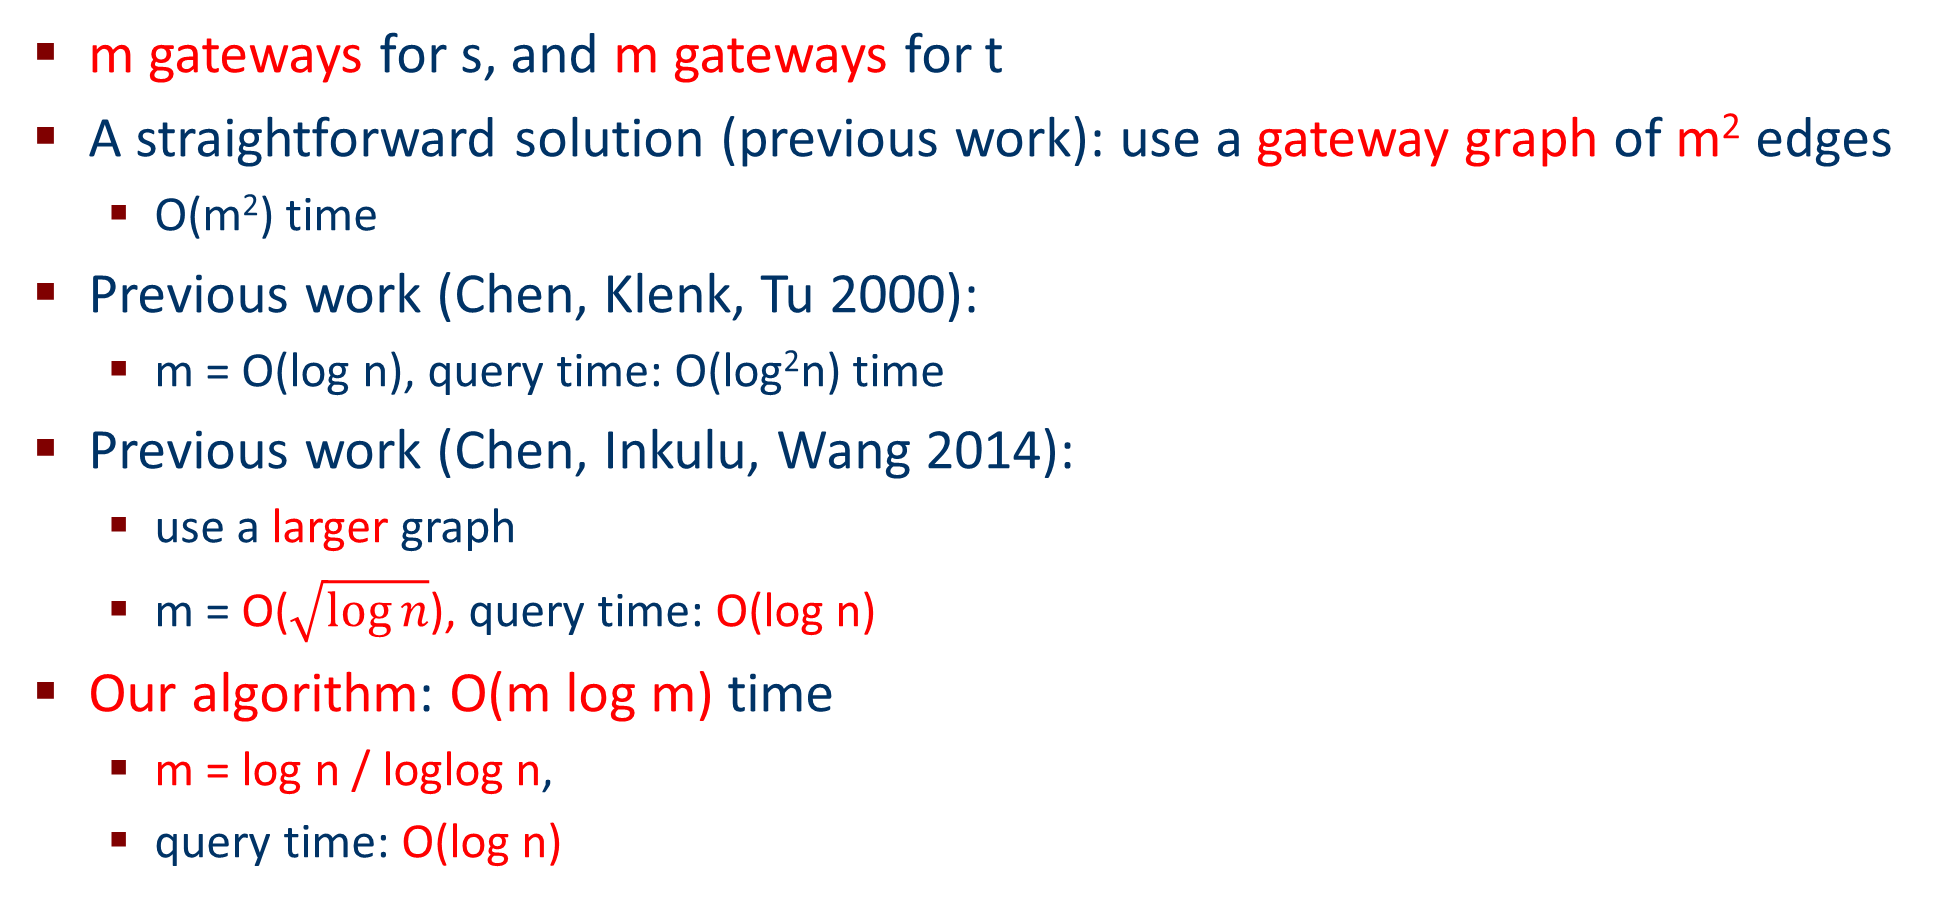 ▪ m gateways for s, and m gateways for t
▪ A straightforward solution (previous work): use a gateway graph of m² edges
▪ O(m²) time
▪ Previous work (Chen, Klenk, Tu 2000):
▪ m = O(log n), query time: O(log²n) time
▪ Previous work (Chen, Inkulu, Wang 2014):
▪ use a larger graph
▪ m = O(√log n), query time: O(log n)
▪ Our algorithm: O(m log m) time
▪ m = log n / loglog n,
▪ query time: O(log n)